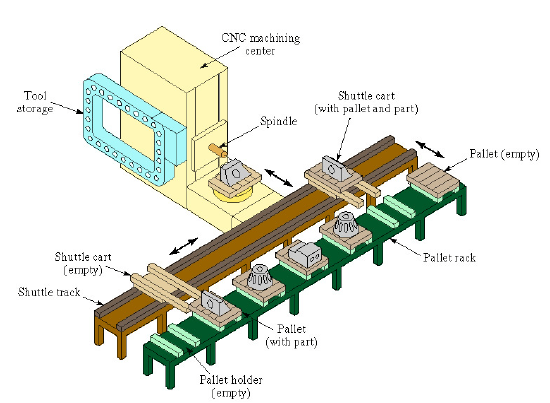 CNC machining
center
Tool
storage
Spindle
Shuttle cart
(with pallet and part)
Pallet (empty)
Shuttle cart
(empty)
Pallet rack
Shuttle track
Pallet
(with part)
Pallet holder
(empty)